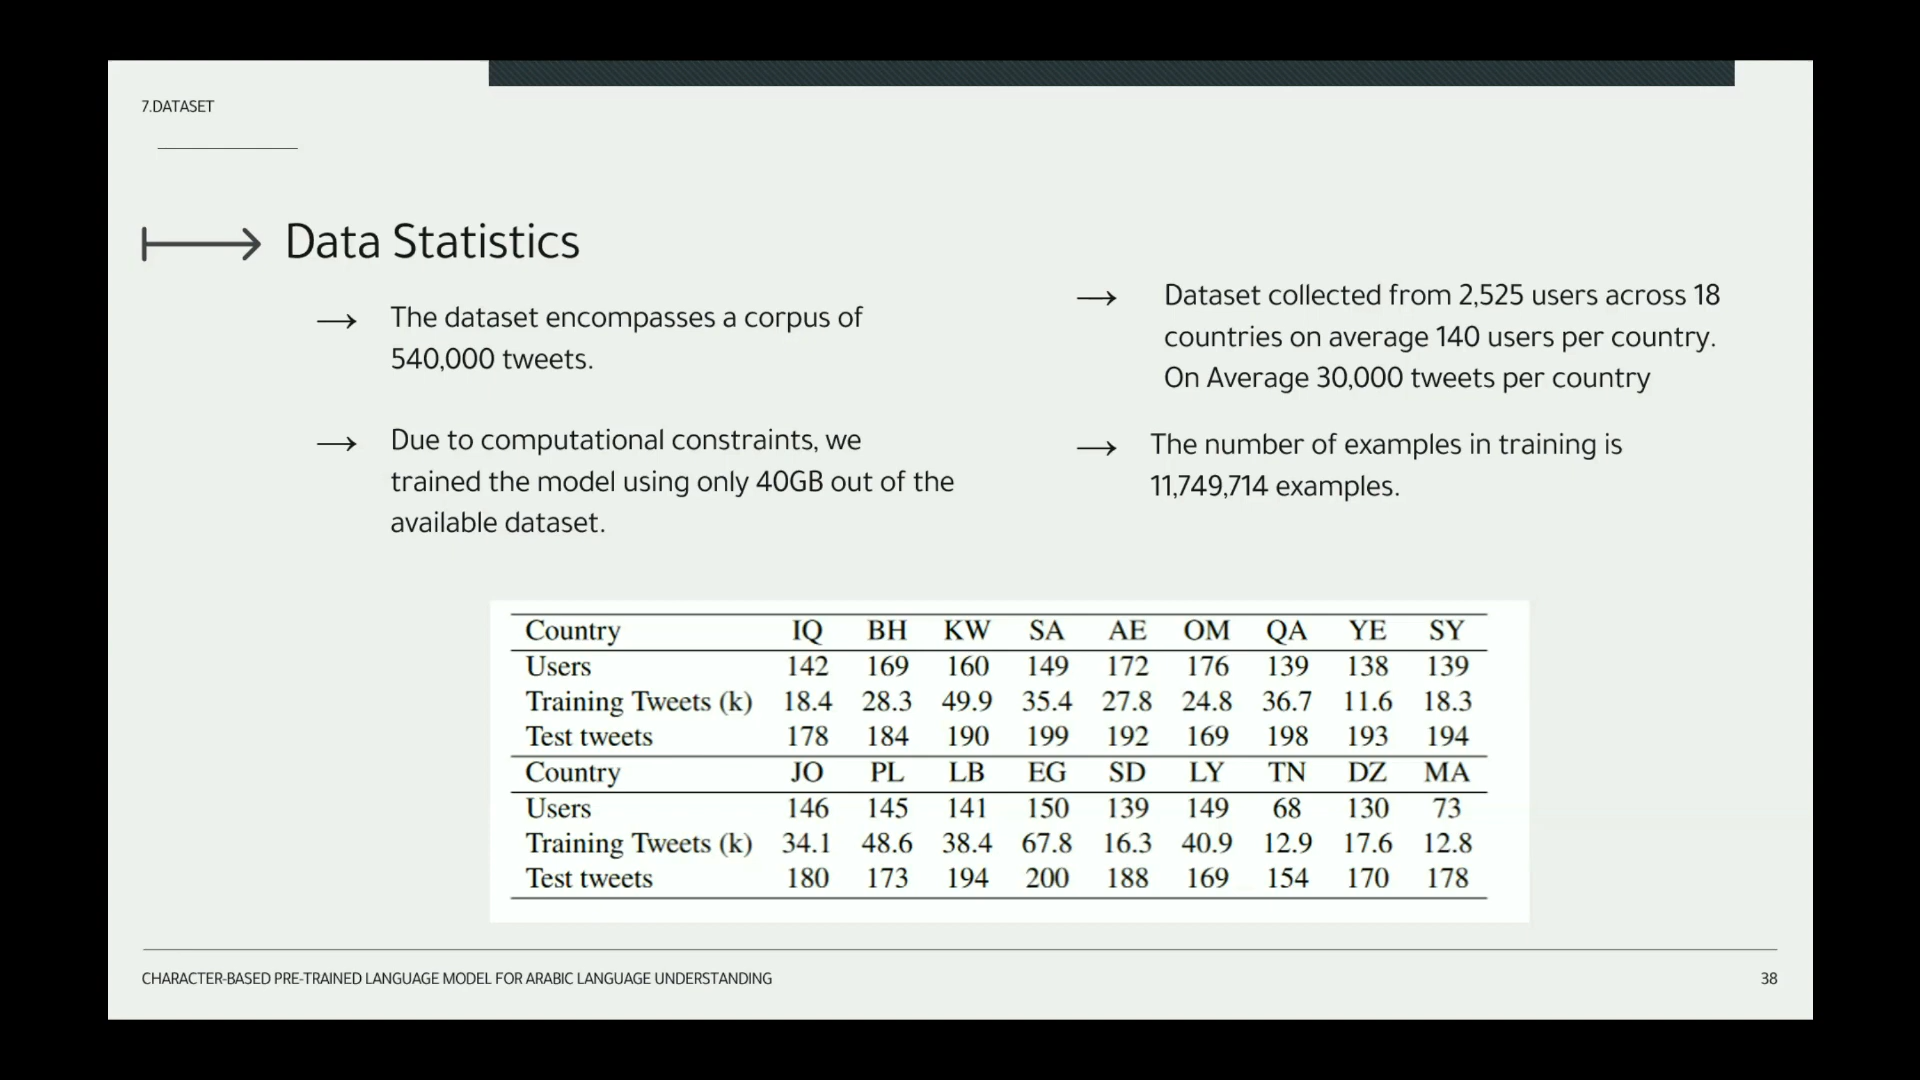 7.DATASET
Data Statistics
The dataset encompasses a corpus of
540,000 tweets.
Due to computational constraints, we
trained the model using only 40GB out of the
available dataset.
Dataset collected from 2,525 users across 18
countries on average 140 users per country.
On Average 30,000 tweets per country
The number of examples in training is
11,749,714 examples.
Country IQ BH KW SA AE OM QA YE SY
Users 142 169 160 149 172 176 139 138 139
Training Tweets (k) 18.4 28.3 49.9 35.4 27.8 24.8 36.7 11.6 18.3
Test tweets 178 184 190 199 192 169 198 193 194
Country JO PL LB EG SD LY TN DZ MA
Users 146 145 141 150 139 149 68 130 73
Training Tweets (k) 34.1 48.6 38.4 67.8 16.3 40.9 12.9 17.6 12.8
Test tweets 180 173 194 200 188 169 154 170 178
CHARACTER-BASED PRE-TRAINED LANGUAGE MODEL FOR ARABIC LANGUAGE UNDERSTANDING
38